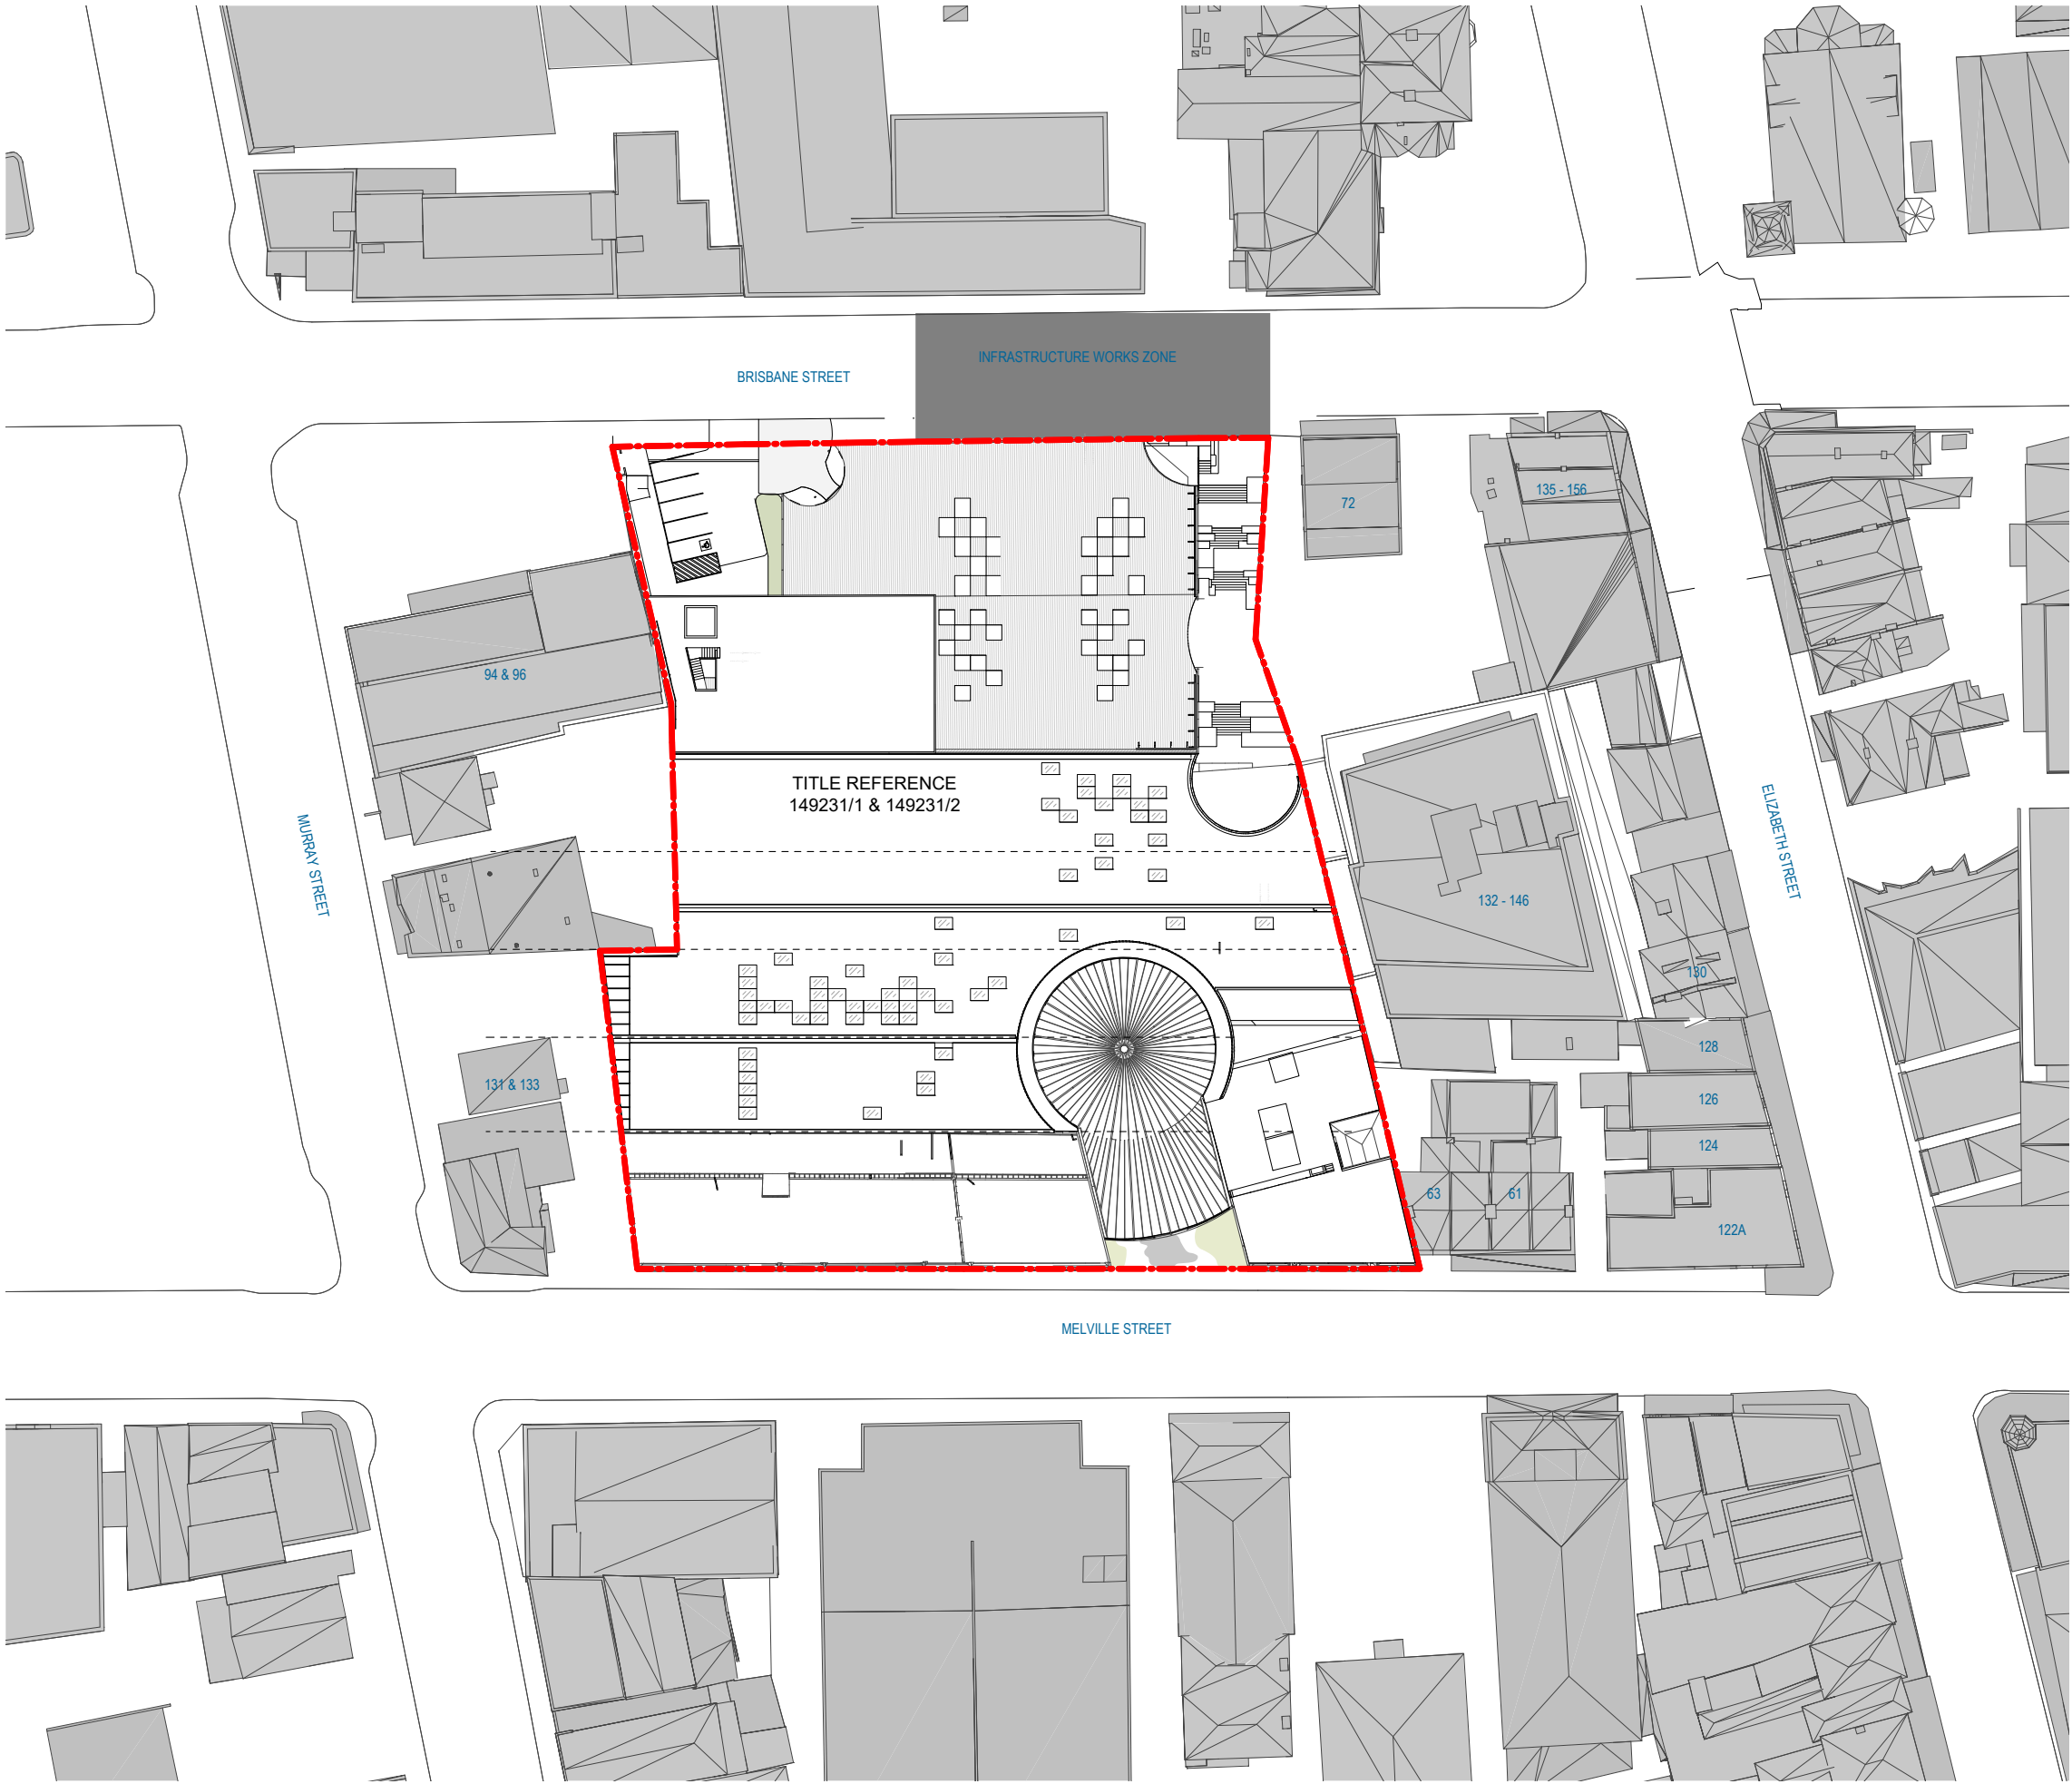 INFRASTRUCTURE WORKS ZONE
BRISBANE STREET
72
135 - 156
94 & 96
TITLE REFERENCE
149231/1 & 149231/2
MURRAY STREET
ELIZABETH STREET
132 - 146
130
128
131 & 133
126
124
63
61
122A
MELVILLE STREET